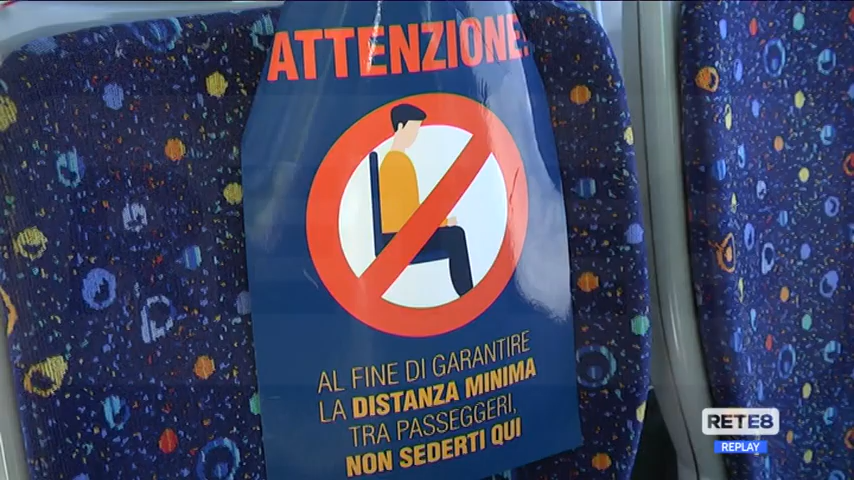 ATTENZIONE:
AL FINE DI GARANTIRE
LA DISTANZA MINIMA
TRA PASSEGGERI,
NON SEDERTI QUI
RETE8
REPLAY